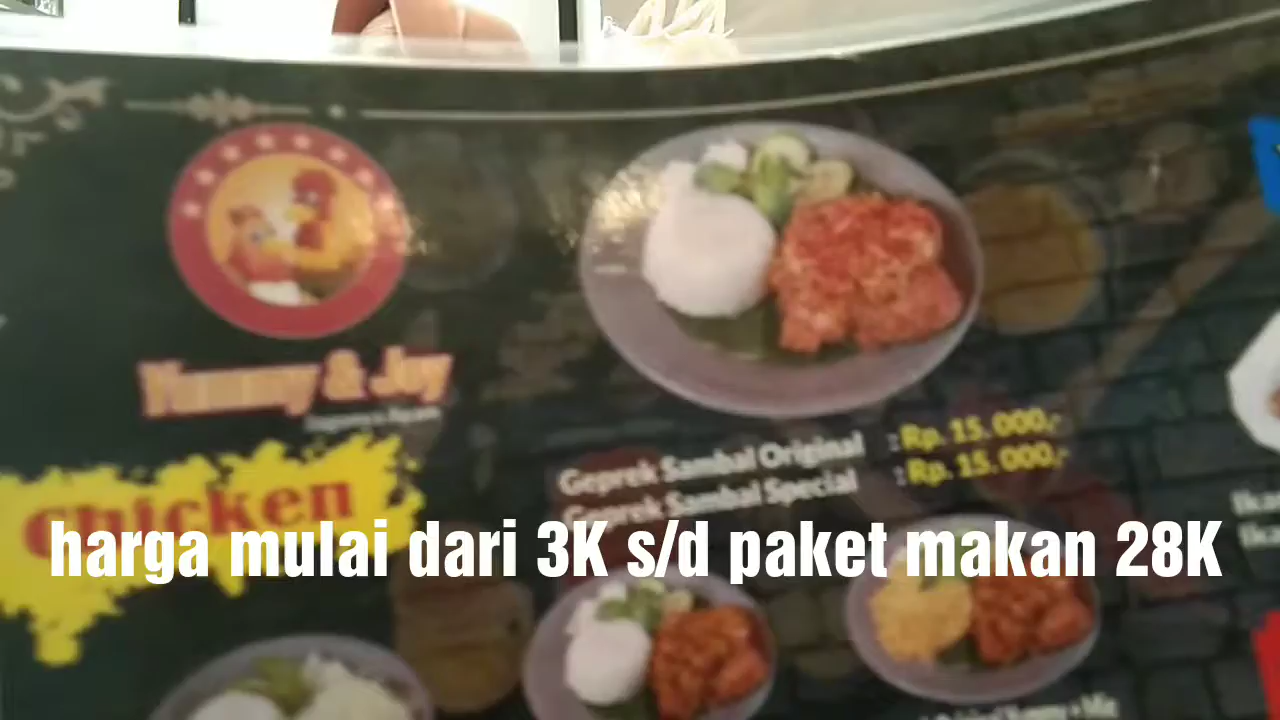 Yummy & Joy
Chicken
Geprek Sambal Original : Rp. 15.000,-
Geprek Sambal Special : Rp. 15.000,-
harga mulai dari 3K s/d paket makan 28K